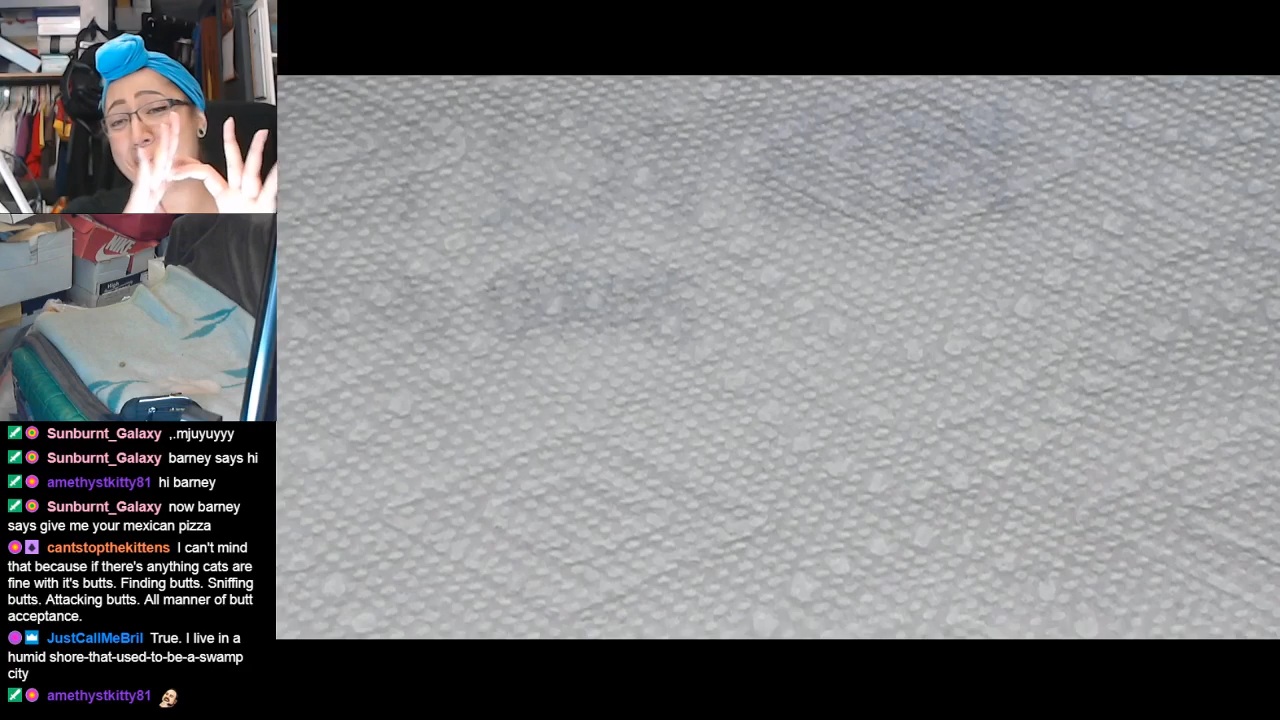 NIKE
High
Sunburnt_Galaxy ,.mjuyuyyy
Sunburnt_Galaxy barney says hi
amethystkitty81 hi barney
Sunburnt_Galaxy now barney
says give me your mexican pizza
cantstopthekittens I can't mind
that because if there's anything cats are
fine with it's butts. Finding butts. Sniffing
butts. Attacking butts. All manner of butt
acceptance.
JustCallMeBril True. I live in a
humid shore-that-used-to-be-a-swamp
city
amethystkitty81